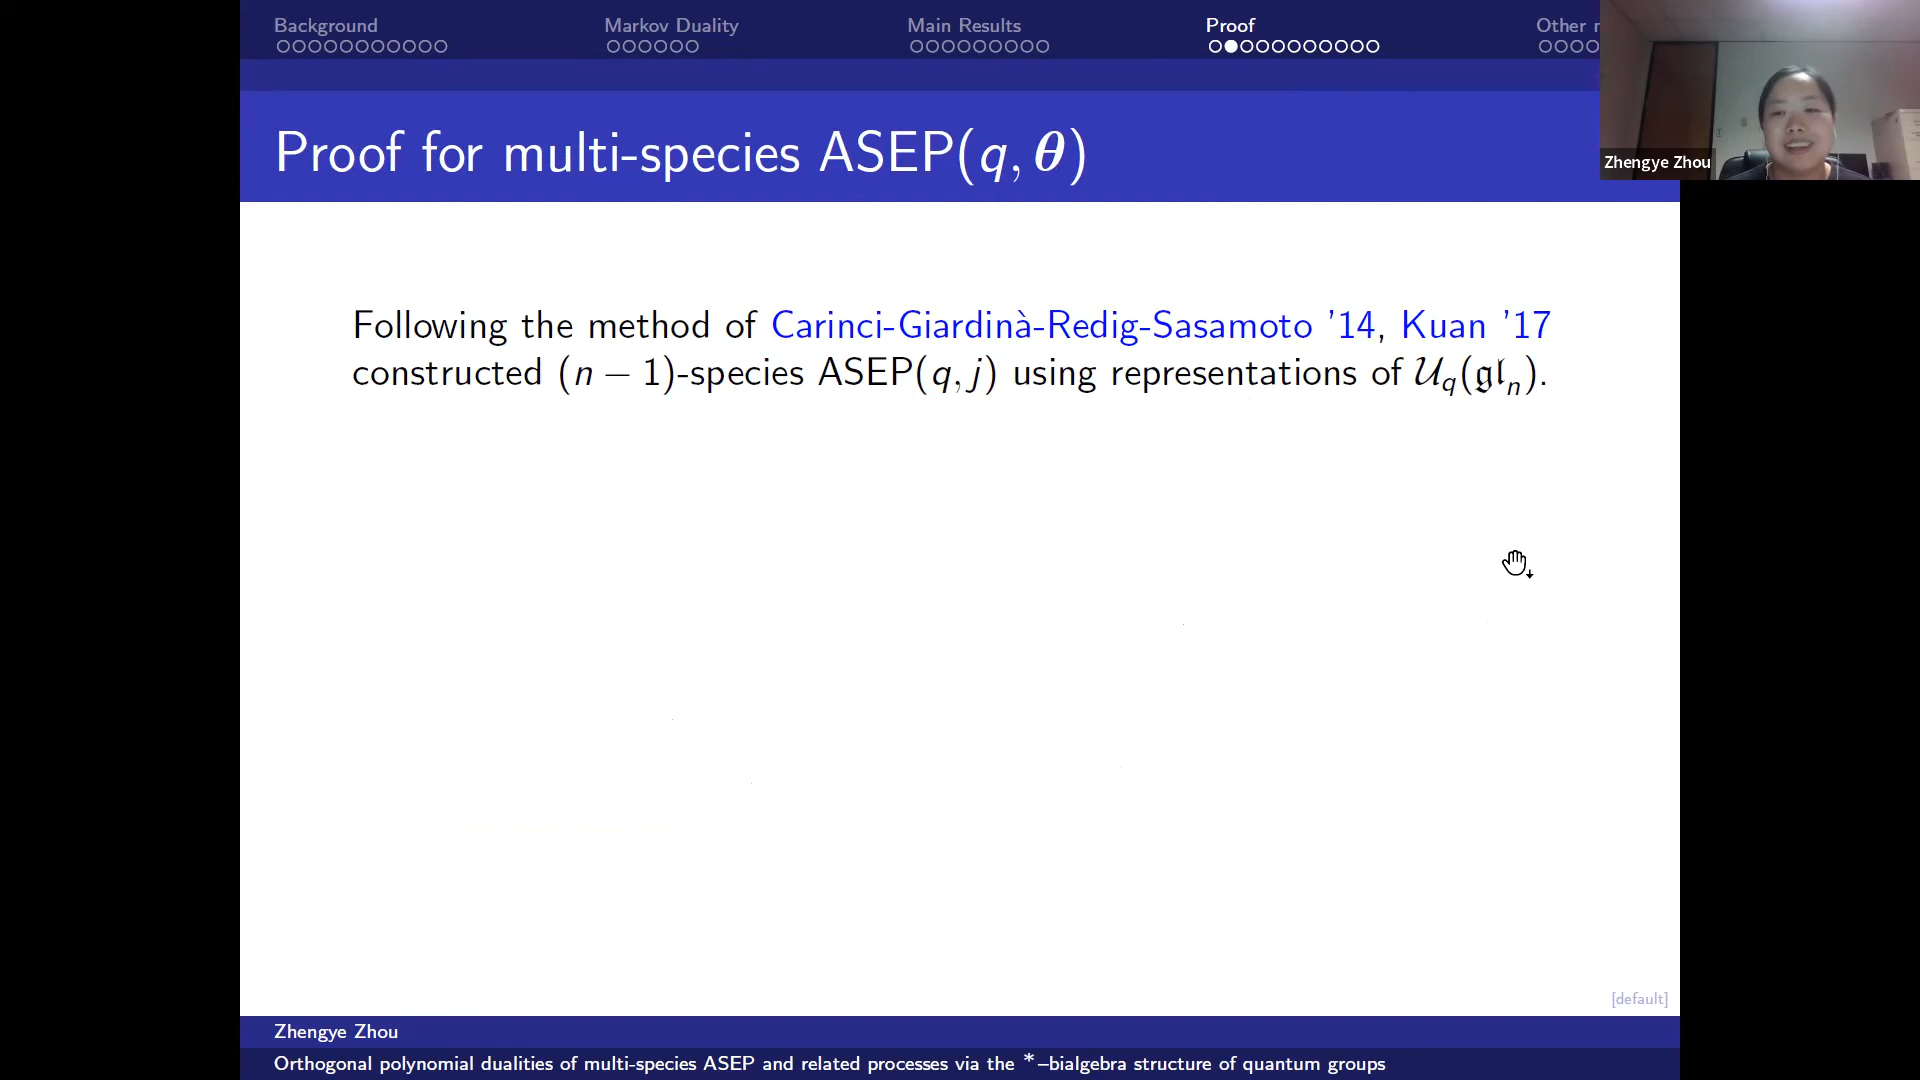 Background Markov Duality Main Results Proof Other
Zhengye Zhou
Proof for multi-species ASEP(q, θ)
Following the method of Carinci-Giardinà-Redig-Sasamoto '14, Kuan '17
constructed (n − 1)-species ASEP(q, j) using representations of 𝒰_q(𝔤𝔩_n).
[default]
Zhengye Zhou
Orthogonal polynomial dualities of multi-species ASEP and related processes via the *–bialgebra structure of quantum groups